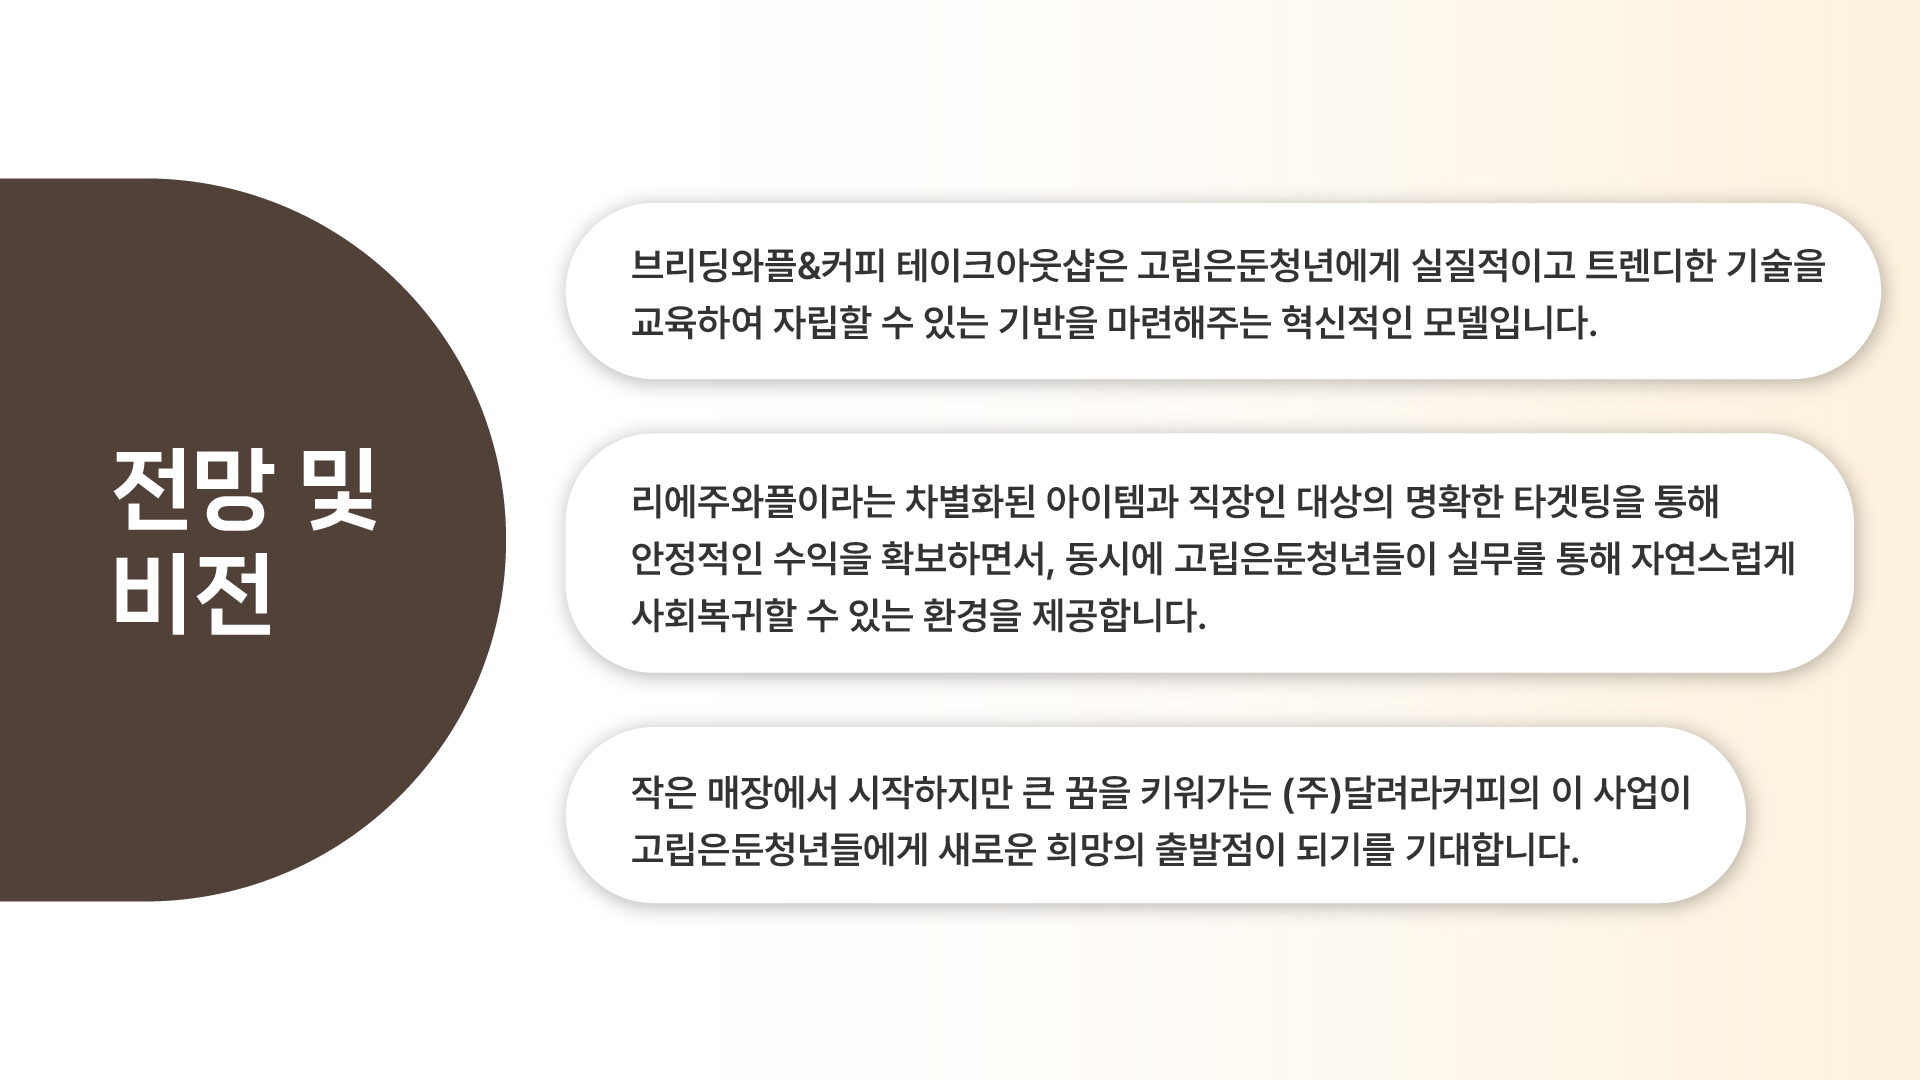 전망 및
비전
브리딩와플&커피 테이크아웃샵은 고립은둔청년에게 실질적이고 트렌디한 기술을
교육하여 자립할 수 있는 기반을 마련해주는 혁신적인 모델입니다.
리에주와플이라는 차별화된 아이템과 직장인 대상의 명확한 타겟팅을 통해
안정적인 수익을 확보하면서, 동시에 고립은둔청년들이 실무를 통해 자연스럽게
사회복귀할 수 있는 환경을 제공합니다.
작은 매장에서 시작하지만 큰 꿈을 키워가는 (주)달려라커피의 이 사업이
고립은둔청년들에게 새로운 희망의 출발점이 되기를 기대합니다.